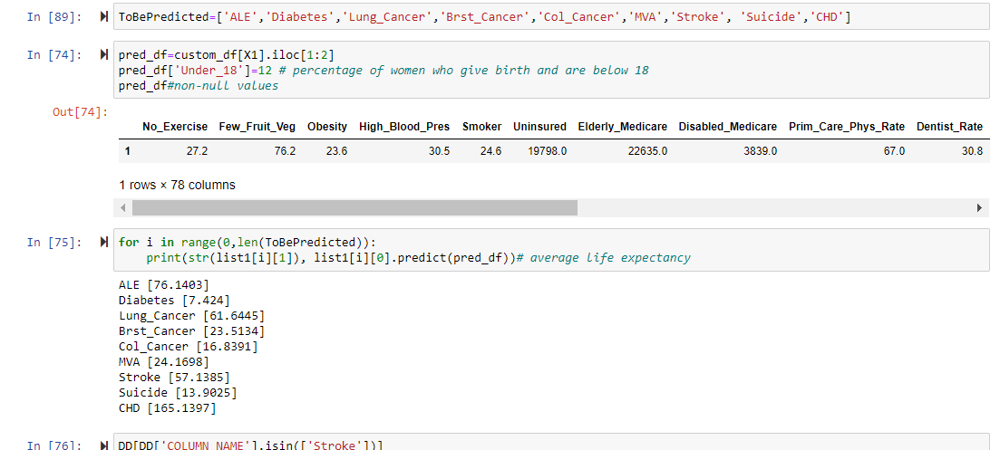 In [89]: ToBePredicted=['ALE','Diabetes','Lung_Cancer','Brst_Cancer','Col_Cancer','MVA','Stroke', 'Suicide','CHD']
In [74]: pred_df=custom_df[X1].iloc[1:2]
pred_df['Under_18']=12 # percentage of women who give birth and are below 18
pred_df#non-null values
Out[74]:
No_Exercise Few_Fruit_Veg Obesity High_Blood_Pres Smoker Uninsured Elderly_Medicare Disabled_Medicare Prim_Care_Phys_Rate Dentist_Rate
1 27.2 76.2 23.6 30.5 24.6 19798.0 22635.0 3839.0 67.0 30.8
1 rows × 78 columns
In [75]: for i in range(0,len(ToBePredicted)):
print(str(list1[i][1]), list1[i][0].predict(pred_df))# average life expectancy
ALE [76.1403]
Diabetes [7.424]
Lung_Cancer [61.6445]
Brst_Cancer [23.5134]
Col_Cancer [16.8391]
MVA [24.1698]
Stroke [57.1385]
Suicide [13.9025]
CHD [165.1397]
In [76]: DD[DD['COLUMN NAME'].isin(['Stroke'])]